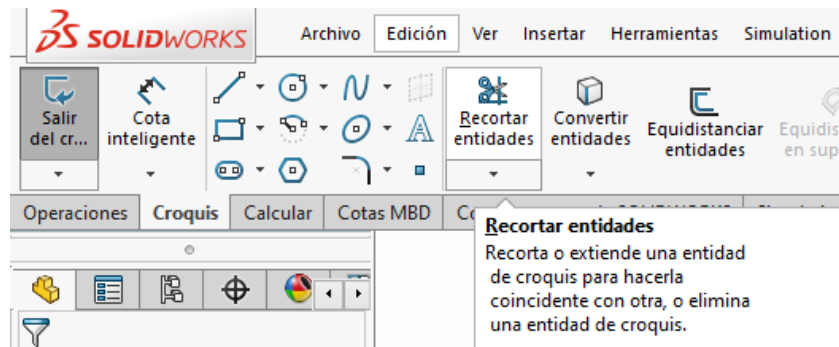 SOLIDWORKS
Archivo Edición Ver Insertar Herramientas Simulation
Salir del cr...
Cota inteligente
Recortar entidades
Convertir entidades
Equidistanciar entidades
Operaciones Croquis Calcular Cotas MBD
Recortar entidades
Recorta o extiende una entidad
de croquis para hacerla
coincidente con otra, o elimina
una entidad de croquis.